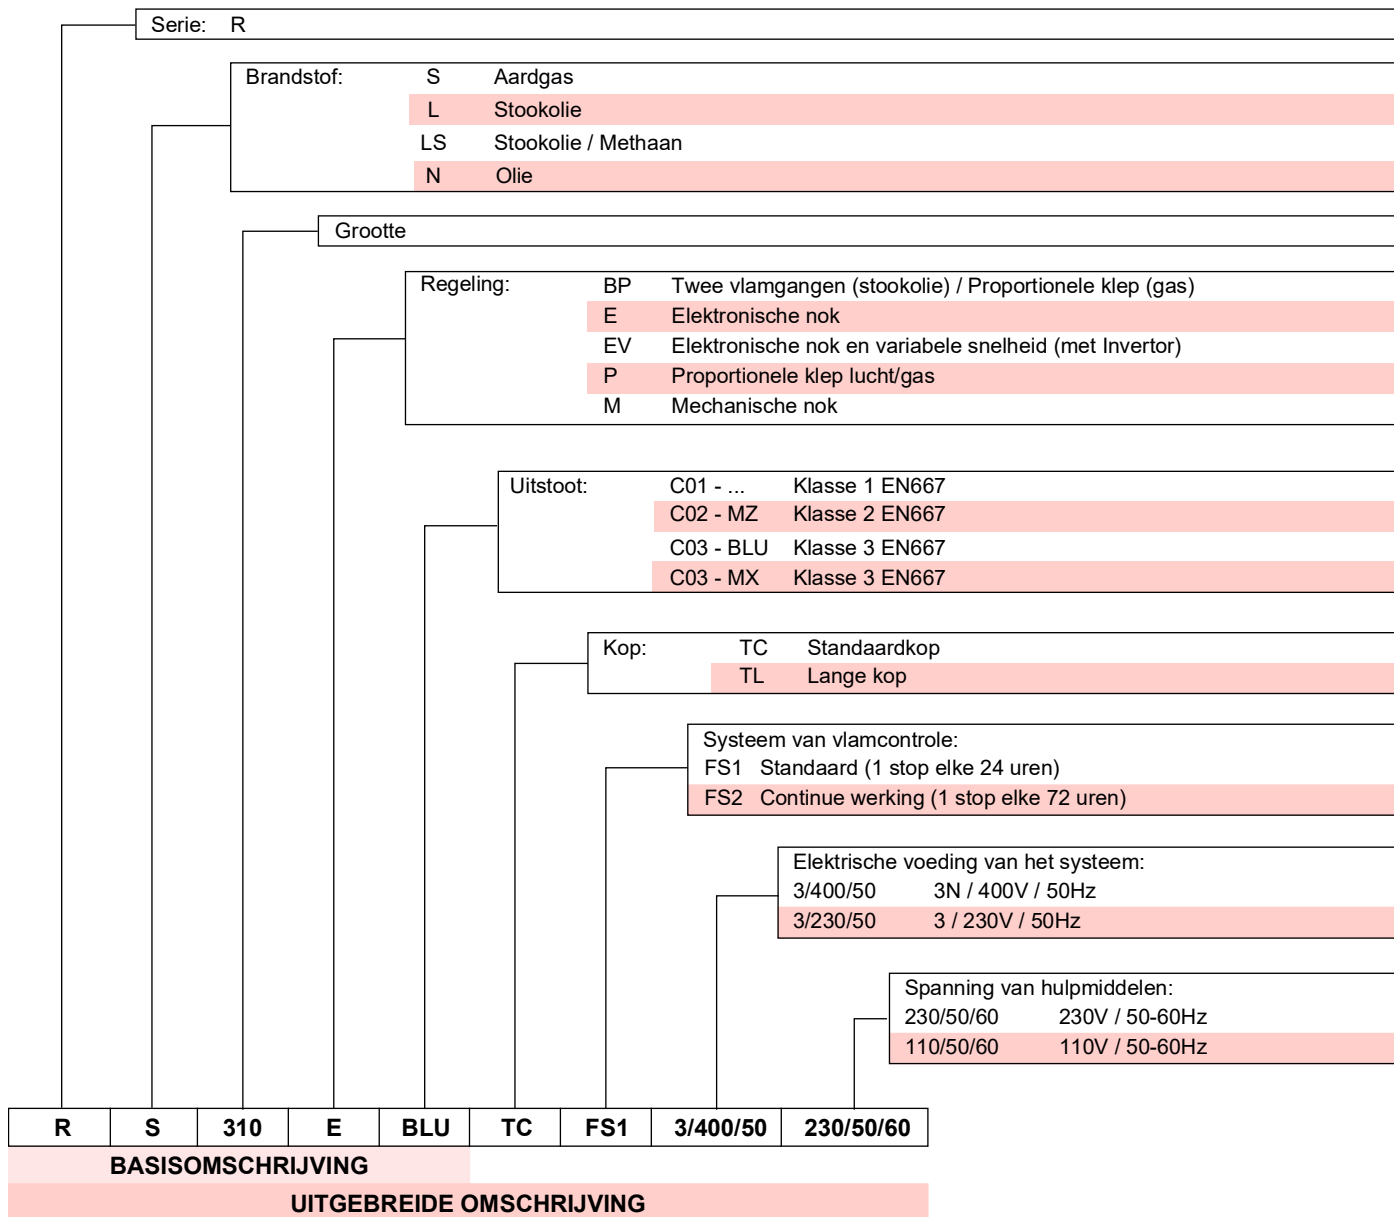 Serie: R
Brandstof: S Aardgas
L Stookolie
LS Stookolie / Methaan
N Olie
Grootte
Regeling: BP Twee vlamgangen (stookolie) / Proportionele klep (gas)
E Elektronische nok
EV Elektronische nok en variabele snelheid (met Invertor)
P Proportionele klep lucht/gas
M Mechanische nok
Uitstoot: C01 - ... Klasse 1 EN667
C02 - MZ Klasse 2 EN667
C03 - BLU Klasse 3 EN667
C03 - MX Klasse 3 EN667
Kop: TC Standaardkop
TL Lange kop
Systeem van vlamcontrole:
FS1 Standaard (1 stop elke 24 uren)
FS2 Continue werking (1 stop elke 72 uren)
Elektrische voeding van het systeem:
3/400/50 3N / 400V / 50Hz
3/230/50 3 / 230V / 50Hz
Spanning van hulpmiddelen:
230/50/60 230V / 50-60Hz
110/50/60 110V / 50-60Hz
R S 310 E BLU TC FS1 3/400/50 230/50/60
BASISOMSCHRIJVING
UITGEBREIDE OMSCHRIJVING